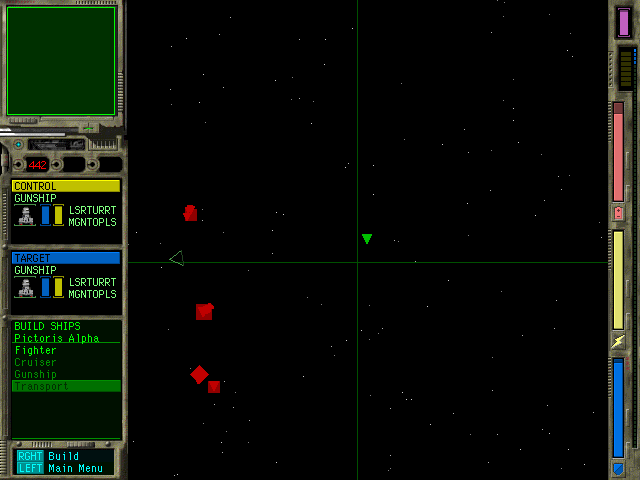 442
CONTROL
GUNSHIP
LSRTURRT
MGNTOPLS
TARGET
GUNSHIP
LSRTURRT
MGNTOPLS
BUILD SHIPS
Pictoris Alpha
Fighter
Cruiser
Gunship
Transport
RGHT Build
LEFT Main Menu